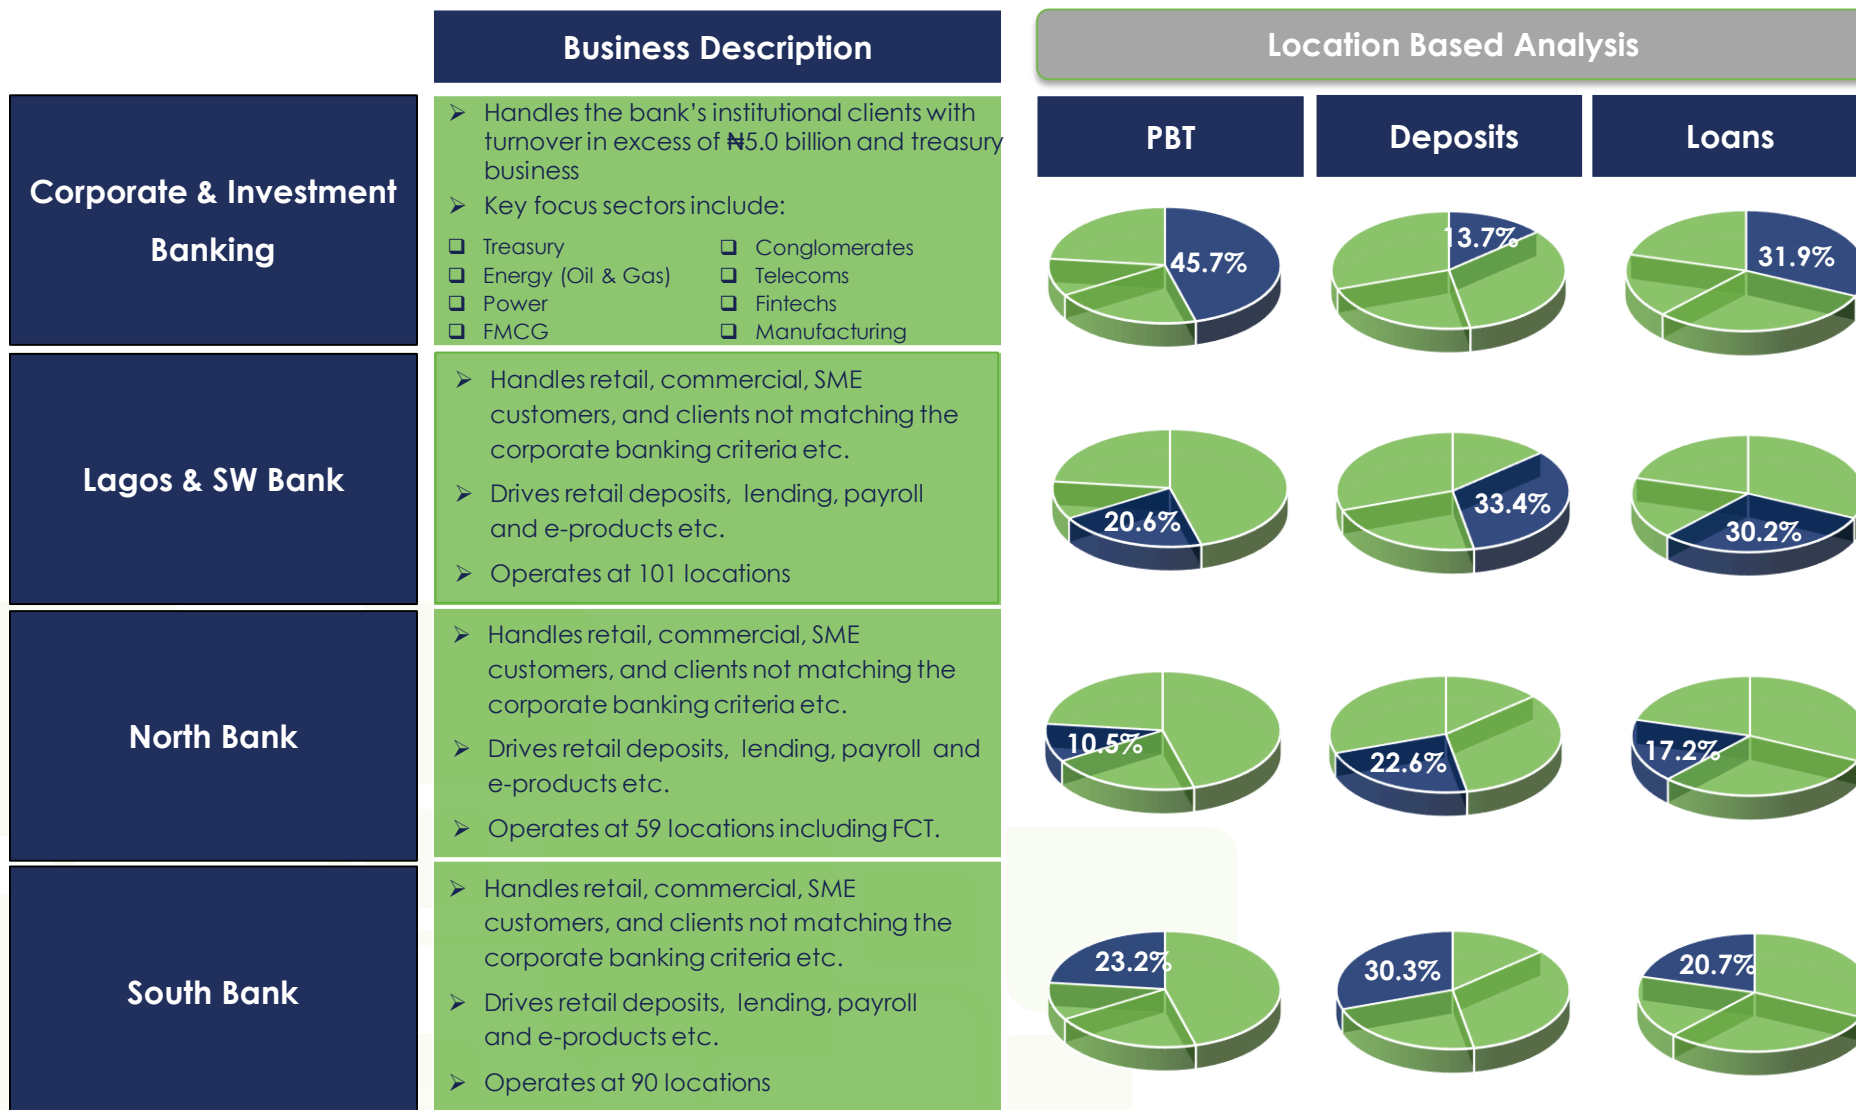 Business Description
Location Based Analysis
PBT
Deposits
Loans
Corporate & Investment
Banking
➢ Handles the bank’s institutional clients with
turnover in excess of ₦5.0 billion and treasury
business
➢ Key focus sectors include:
❑ Treasury
❑ Conglomerates
❑ Energy (Oil & Gas)
❑ Telecoms
❑ Power
❑ Fintechs
❑ FMCG
❑ Manufacturing
45.7%
13.7%
31.9%
Lagos & SW Bank
➢ Handles retail, commercial, SME
customers, and clients not matching the
corporate banking criteria etc.
➢ Drives retail deposits, lending, payroll
and e-products etc.
➢ Operates at 101 locations
20.6%
33.4%
30.2%
North Bank
➢ Handles retail, commercial, SME
customers, and clients not matching the
corporate banking criteria etc.
➢ Drives retail deposits, lending, payroll and
e-products etc.
➢ Operates at 59 locations including FCT.
10.5%
22.6%
17.2%
South Bank
➢ Handles retail, commercial, SME
customers, and clients not matching the
corporate banking criteria etc.
➢ Drives retail deposits, lending, payroll
and e-products etc.
➢ Operates at 90 locations
23.2%
30.3%
20.7%